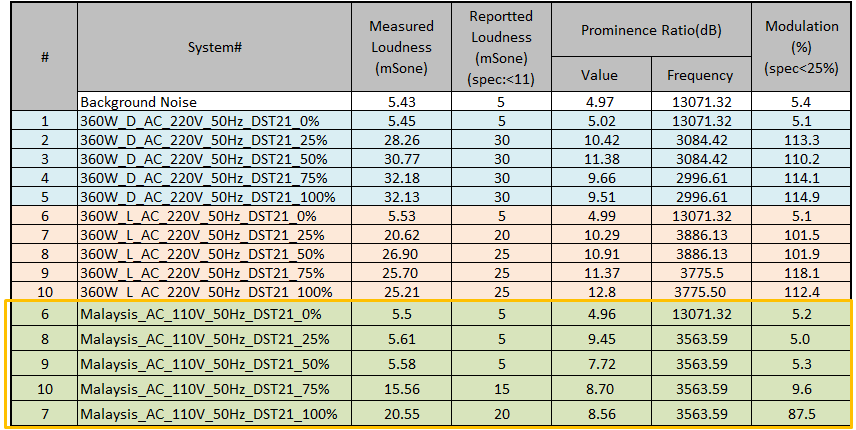 # System# Measured Loudness (mSone) Reportted Loudness (mSone) (spec:<11) Prominence Ratio(dB) Modulation (%) (spec<25%)
Value Frequency
Background Noise 5.43 5 4.97 13071.32 5.4
1 360W_D_AC_220V_50Hz_DST21_0% 5.45 5 5.02 13071.32 5.1
2 360W_D_AC_220V_50Hz_DST21_25% 28.26 30 10.42 3084.42 113.3
3 360W_D_AC_220V_50Hz_DST21_50% 30.77 30 11.38 3084.42 110.2
4 360W_D_AC_220V_50Hz_DST21_75% 32.18 30 9.66 2996.61 114.1
5 360W_D_AC_220V_50Hz_DST21_100% 32.13 30 9.51 2996.61 114.9
6 360W_L_AC_220V_50Hz_DST21_0% 5.53 5 4.99 13071.32 5.1
7 360W_L_AC_220V_50Hz_DST21_25% 20.62 20 10.29 3886.13 101.5
8 360W_L_AC_220V_50Hz_DST21_50% 26.90 25 10.91 3886.13 101.9
9 360W_L_AC_220V_50Hz_DST21_75% 25.70 25 11.37 3775.5 118.1
10 360W_L_AC_220V_50Hz_DST21_100% 25.21 25 12.8 3775.50 112.4
6 Malaysis_AC_110V_50Hz_DST21_0% 5.5 5 4.96 13071.32 5.2
8 Malaysis_AC_110V_50Hz_DST21_25% 5.61 5 9.45 3563.59 5.0
9 Malaysis_AC_110V_50Hz_DST21_50% 5.58 5 7.72 3563.59 5.3
10 Malaysis_AC_110V_50Hz_DST21_75% 15.56 15 8.70 3563.59 9.6
7 Malaysis_AC_110V_50Hz_DST21_100% 20.55 20 8.56 3563.59 87.5